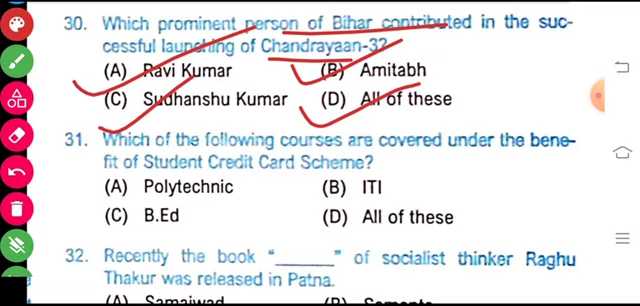 30. Which prominent person of Bihar contributed in the suc-
cessful launching of Chandrayaan-3?
(A) Ravi Kumar (B) Amitabh
(C) Sudhanshu Kumar (D) All of these
31. Which of the following courses are covered under the bene-
fit of Student Credit Card Scheme?
(A) Polytechnic (B) ITI
(C) B.Ed (D) All of these
32. Recently the book "______" of socialist thinker Raghu
Thakur was released in Patna.
(A) Samajwad (B)